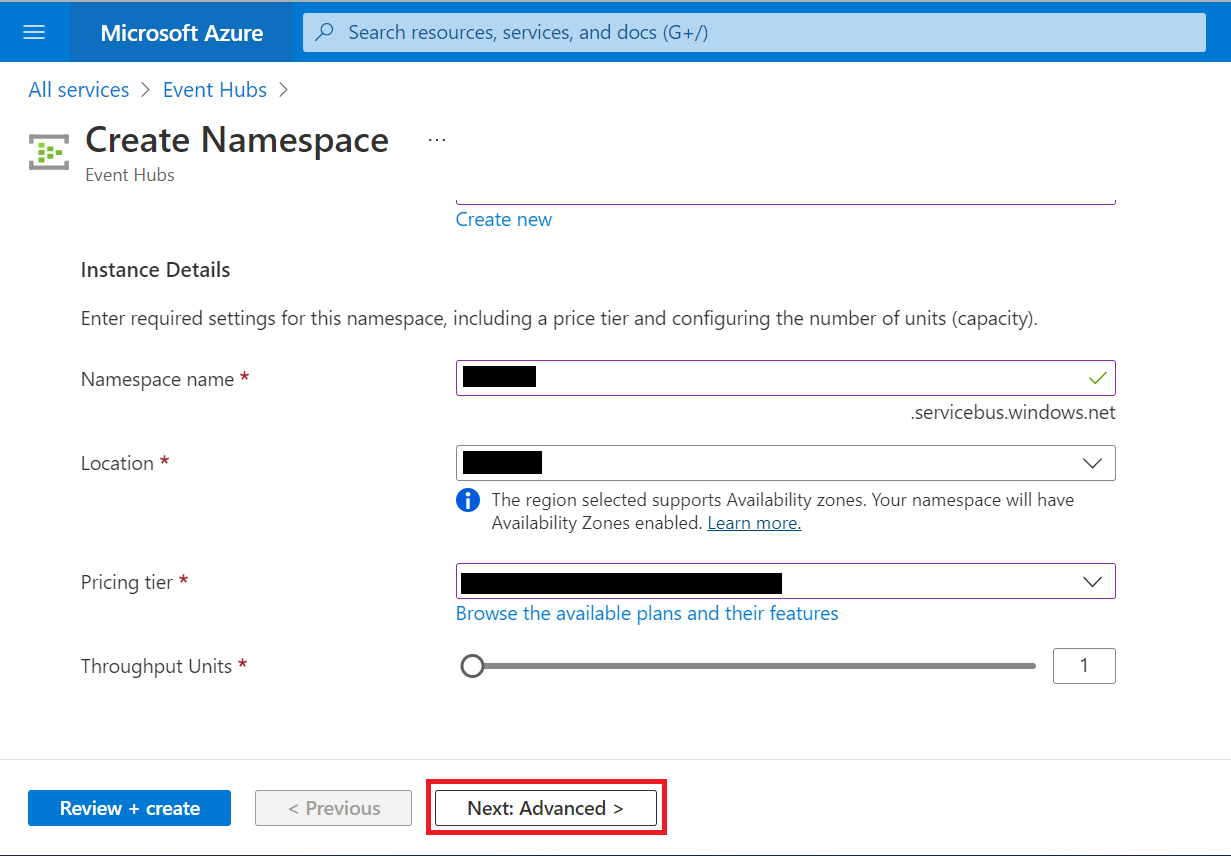 Microsoft Azure
Search resources, services, and docs (G+/)
All services > Event Hubs >
Create Namespace ...
Event Hubs
Create new
Instance Details
Enter required settings for this namespace, including a price tier and configuring the number of units (capacity).
Namespace name *
.servicebus.windows.net
Location *
The region selected supports Availability zones. Your namespace will have
Availability Zones enabled. Learn more.
Pricing tier *
Browse the available plans and their features
Throughput Units *
1
Review + create
< Previous
Next: Advanced >